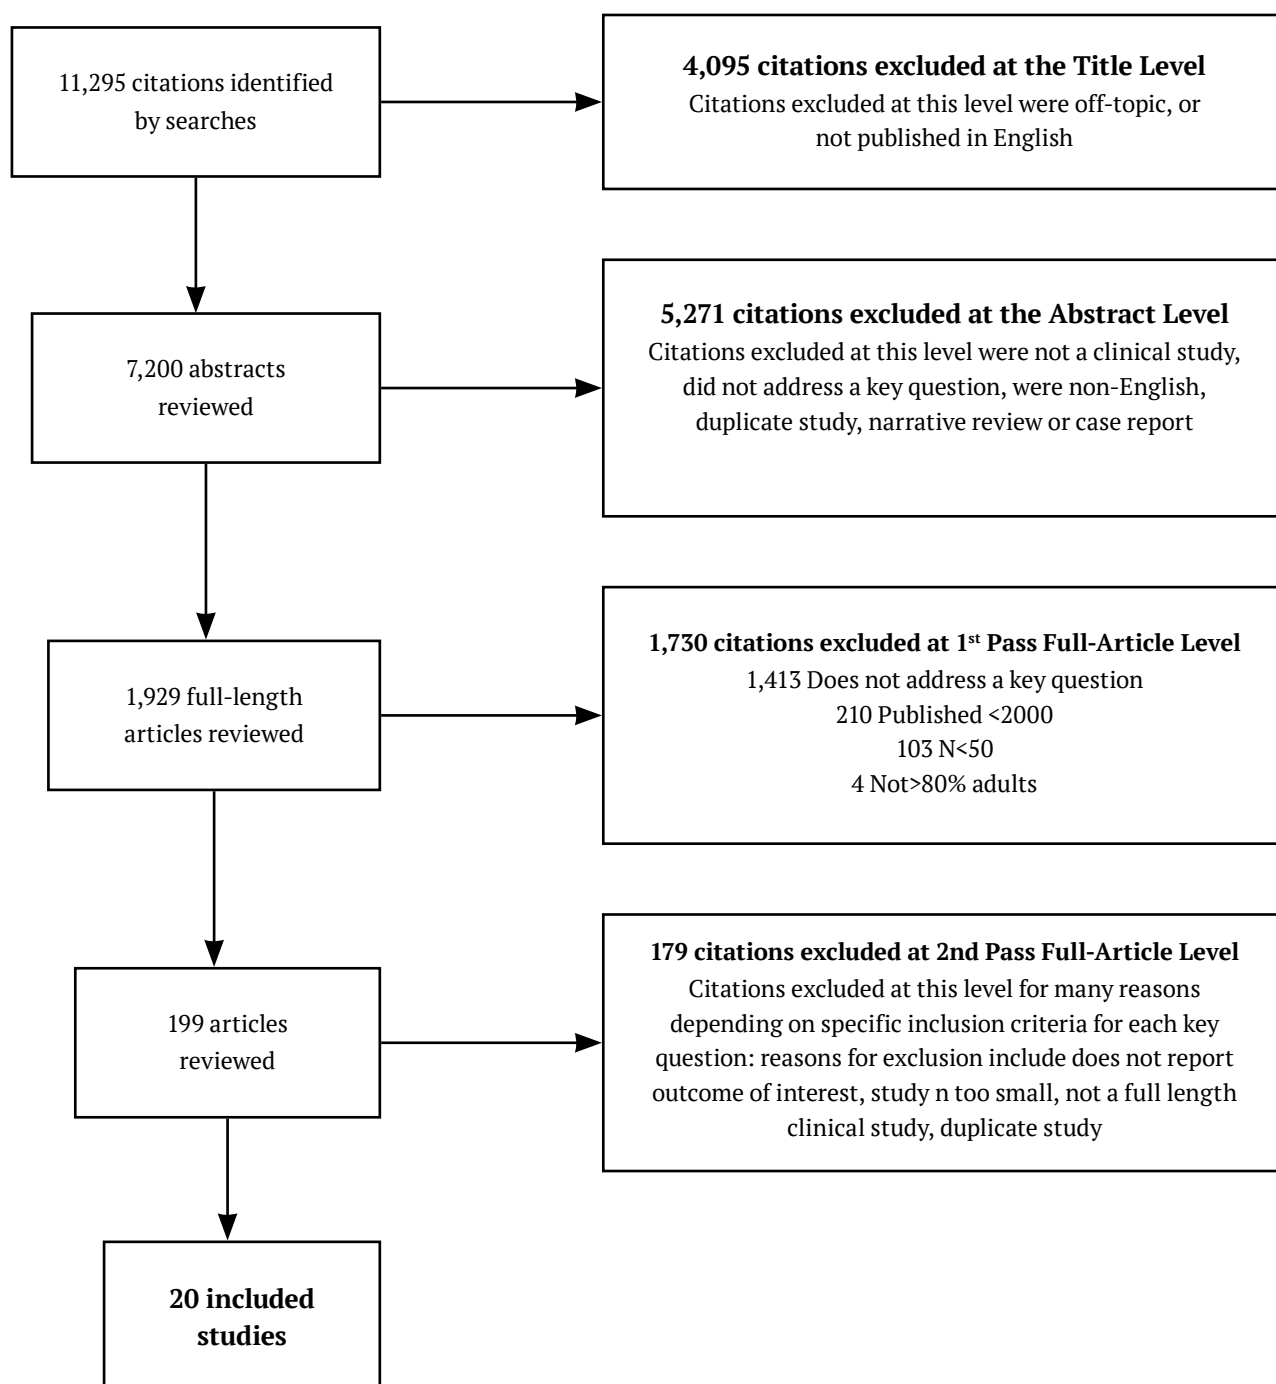 11,295 citations identified
by searches
4,095 citations excluded at the Title Level
Citations excluded at this level were off-topic, or
not published in English
7,200 abstracts
reviewed
5,271 citations excluded at the Abstract Level
Citations excluded at this level were not a clinical study,
did not address a key question, were non-English,
duplicate study, narrative review or case report
1,929 full-length
articles reviewed
1,730 citations excluded at 1st Pass Full-Article Level
1,413 Does not address a key question
210 Published <2000
103 N<50
4 Not>80% adults
199 articles
reviewed
179 citations excluded at 2nd Pass Full-Article Level
Citations excluded at this level for many reasons
depending on specific inclusion criteria for each key
question: reasons for exclusion include does not report
outcome of interest, study n too small, not a full length
clinical study, duplicate study
20 included
studies